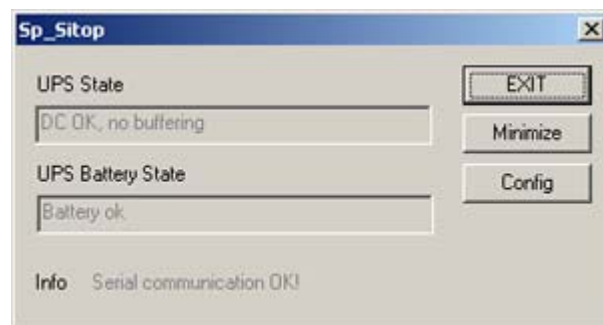 Sp_Sitop
UPS State
DC OK, no buffering
UPS Battery State
Battery ok
Info Serial communication OK!
EXIT
Minimize
Config